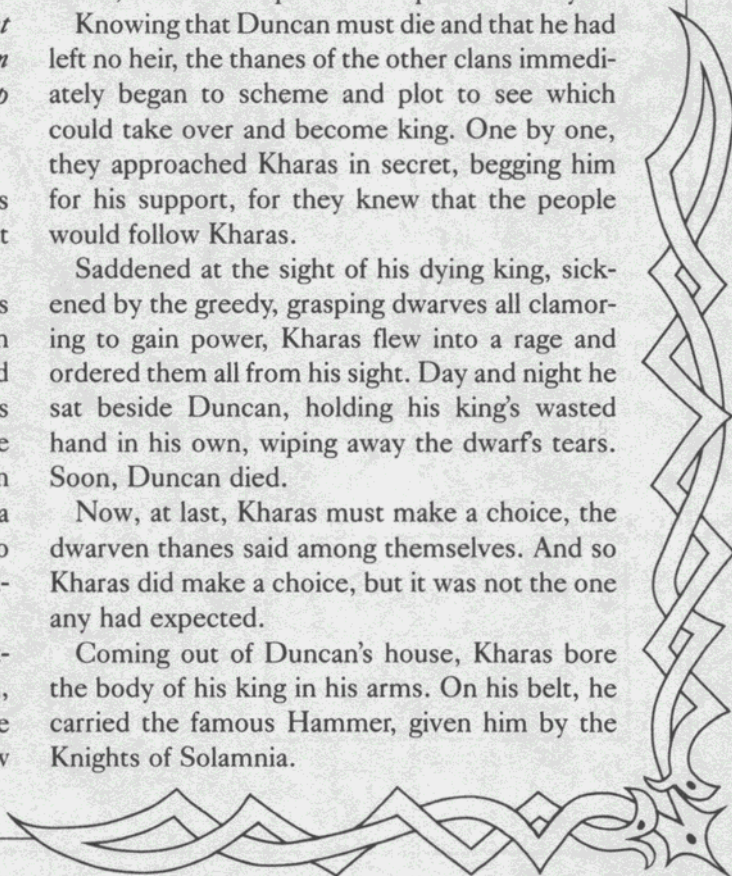 Knowing that Duncan must die and that he had
left no heir, the thanes of the other clans immedi-
ately began to scheme and plot to see which
could take over and become king. One by one,
they approached Kharas in secret, begging him
for his support, for they knew that the people
would follow Kharas.
Saddened at the sight of his dying king, sick-
ened by the greedy, grasping dwarves all clamor-
ing to gain power, Kharas flew into a rage and
ordered them all from his sight. Day and night he
sat beside Duncan, holding his king's wasted
hand in his own, wiping away the dwarf's tears.
Soon, Duncan died.
Now, at last, Kharas must make a choice, the
dwarven thanes said among themselves. And so
Kharas did make a choice, but it was not the one
any had expected.
Coming out of Duncan's house, Kharas bore
the body of his king in his arms. On his belt, he
carried the famous Hammer, given him by the
Knights of Solamnia.